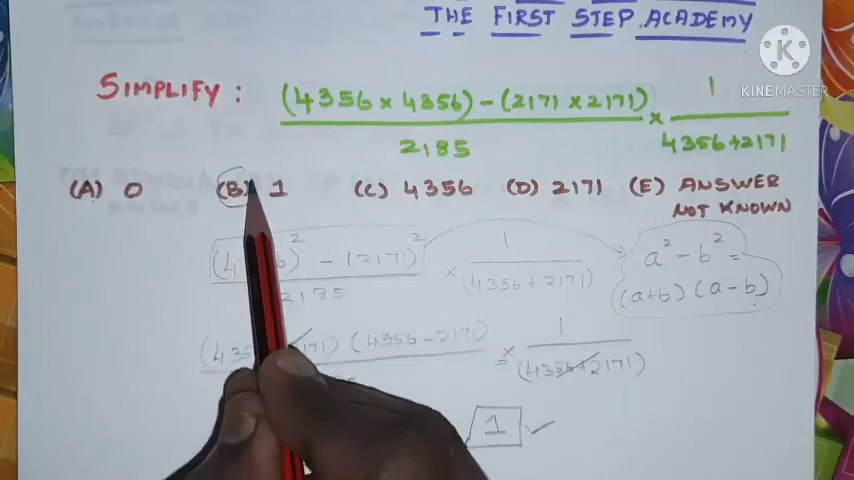 THE FIRST STEP ACADEMY
KINEMASTER
SIMPLIFY : (4356 x 4356) - (2171 x 2171) / 2185 x 1 / 4356+2171
(A) 0 (B) 1 (C) 4356 (D) 2171 (E) ANSWER
NOT KNOWN
)² - (2171)² / 2185 x 1 / (4356+2171)
a² - b² =
(a+b) (a-b)
(4356-2171) x 1 / (4356+2171)
=
1